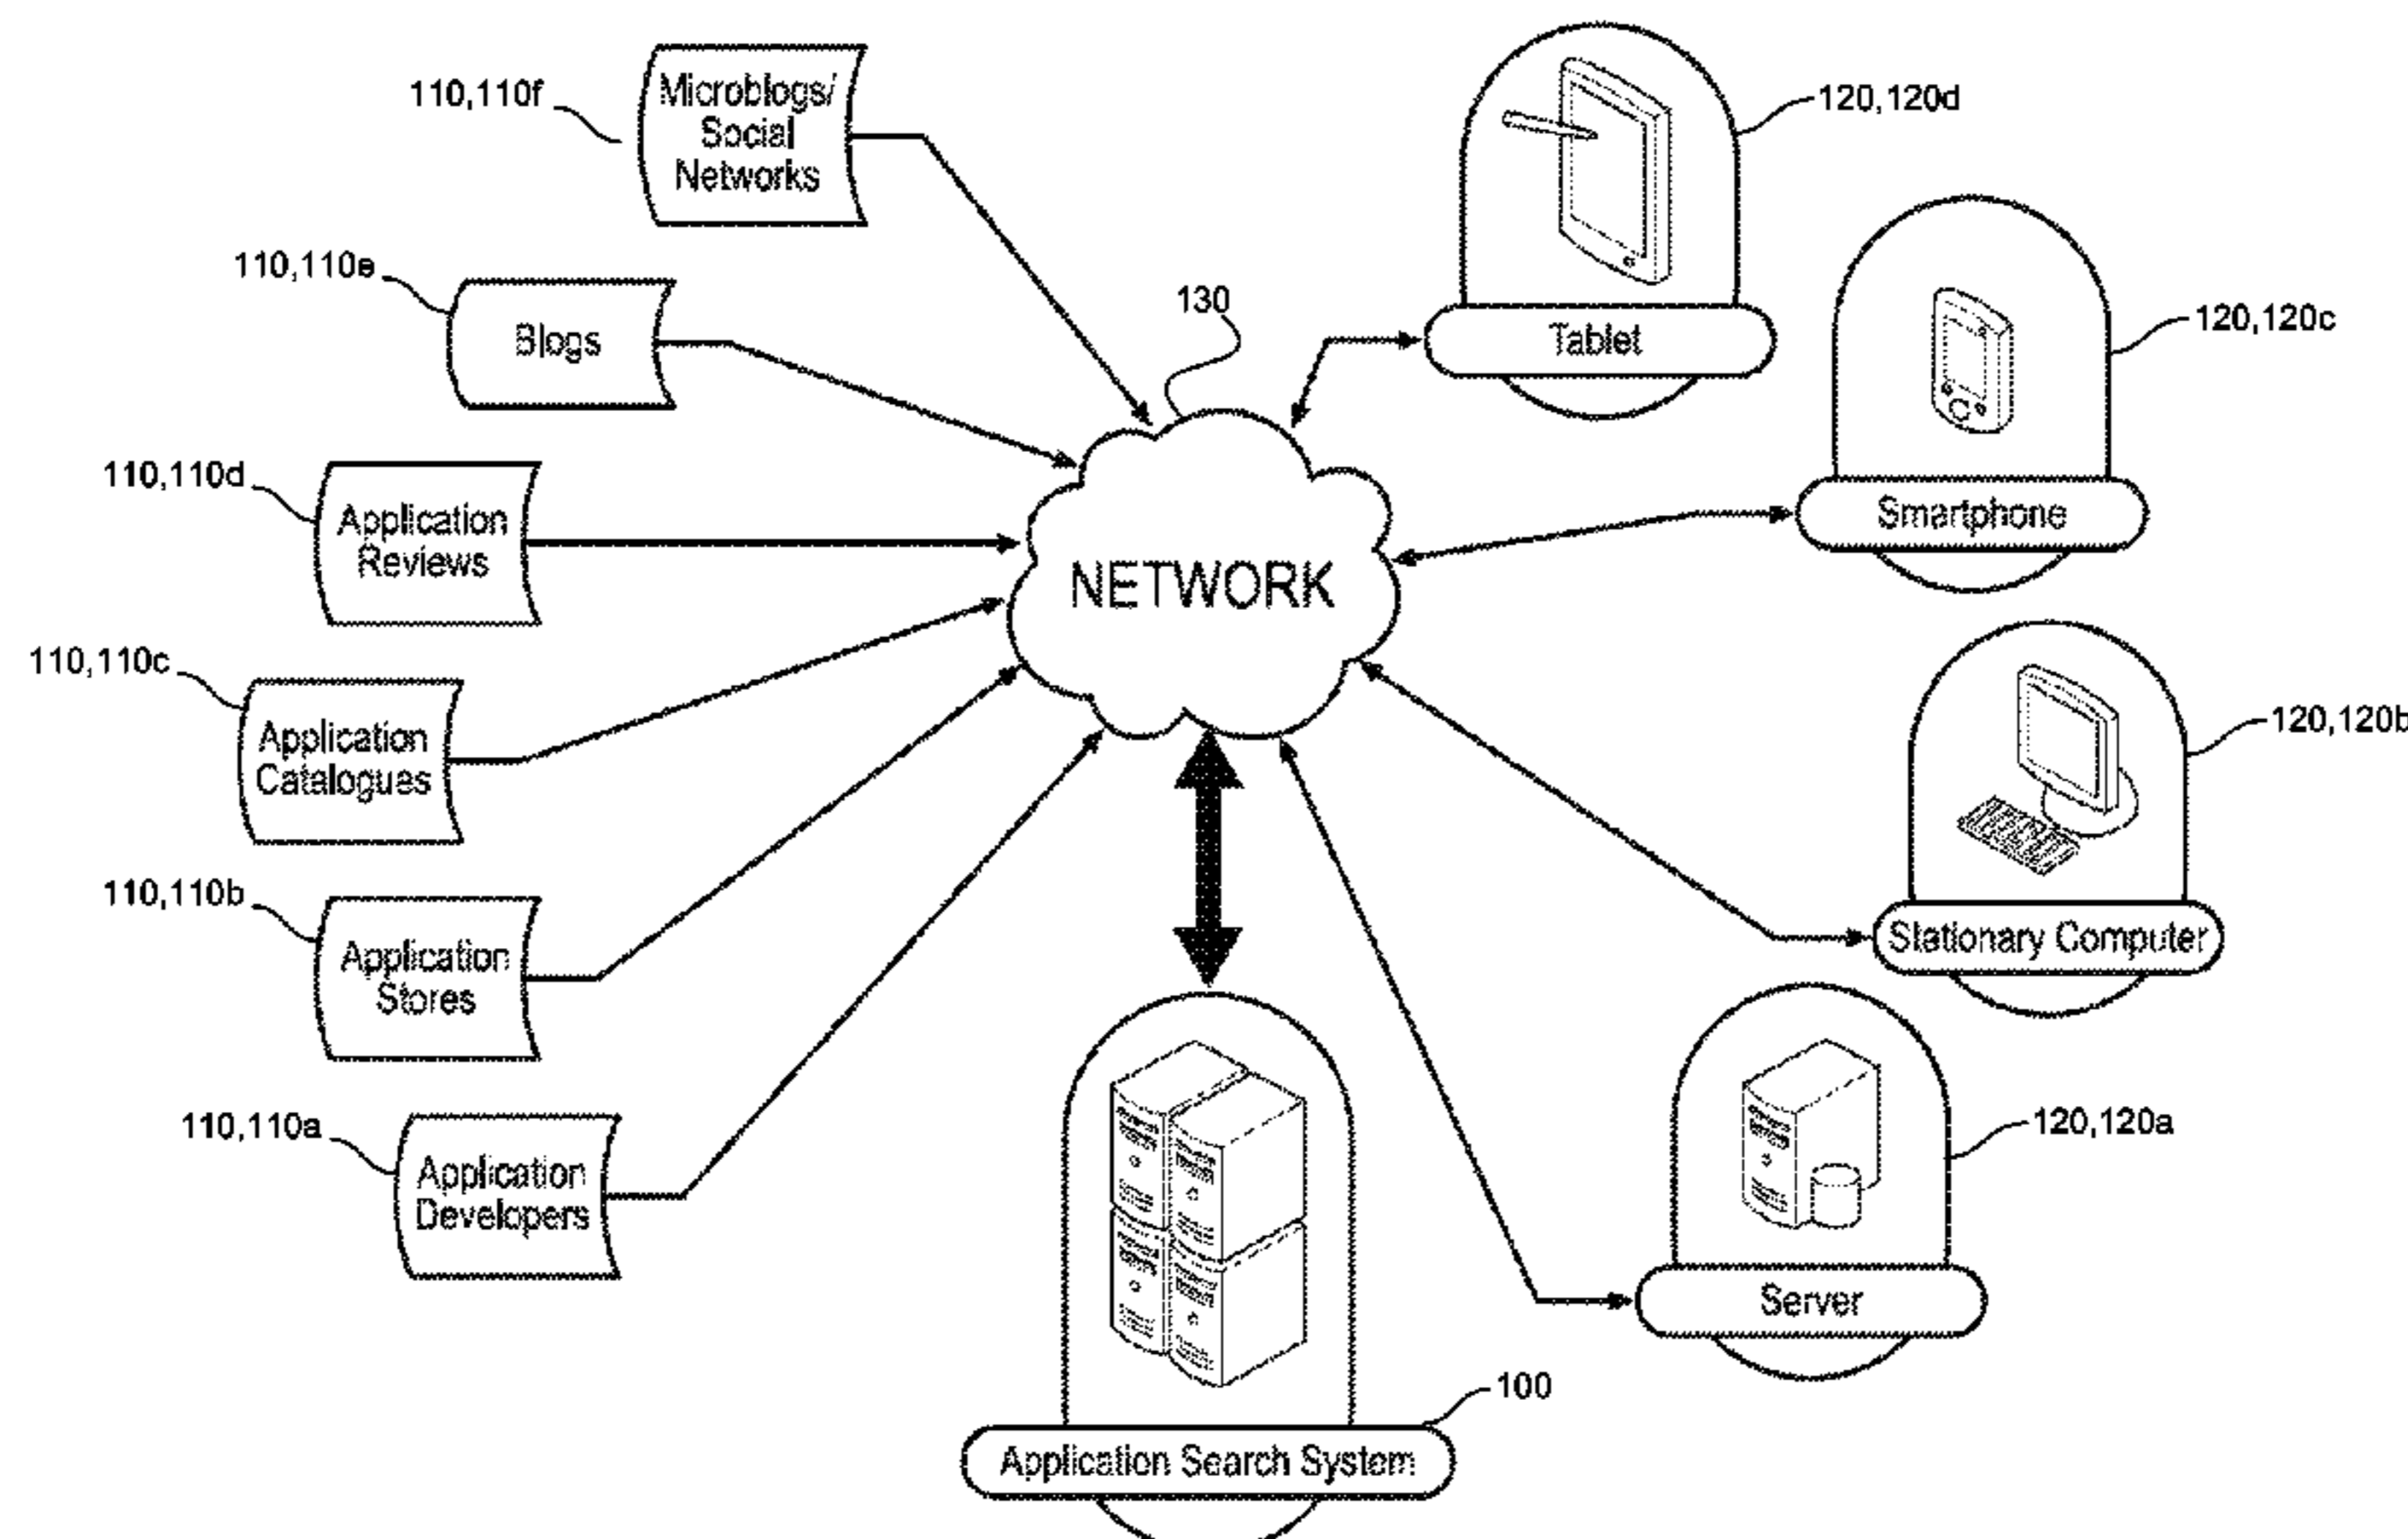 110,110f
Microblogs/
Social
Networks
120,120d
Tablet
110,110e
Blogs
130
120,120c
Smartphone
110,110d
Application
Reviews
NETWORK
110,110c
Application
Catalogues
120,120b
Stationary Computer
110,110b
Application
Stores
110,110a
Application
Developers
120,120a
Server
100
Application Search System